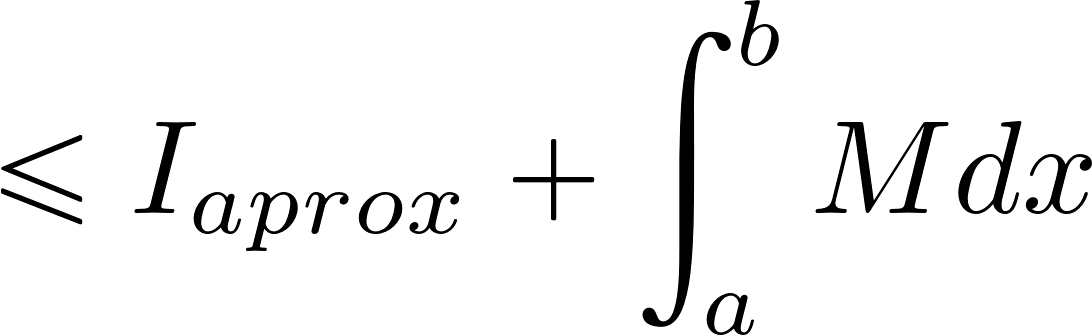 ⩽ I_{aprox} + ∫_a^b M dx